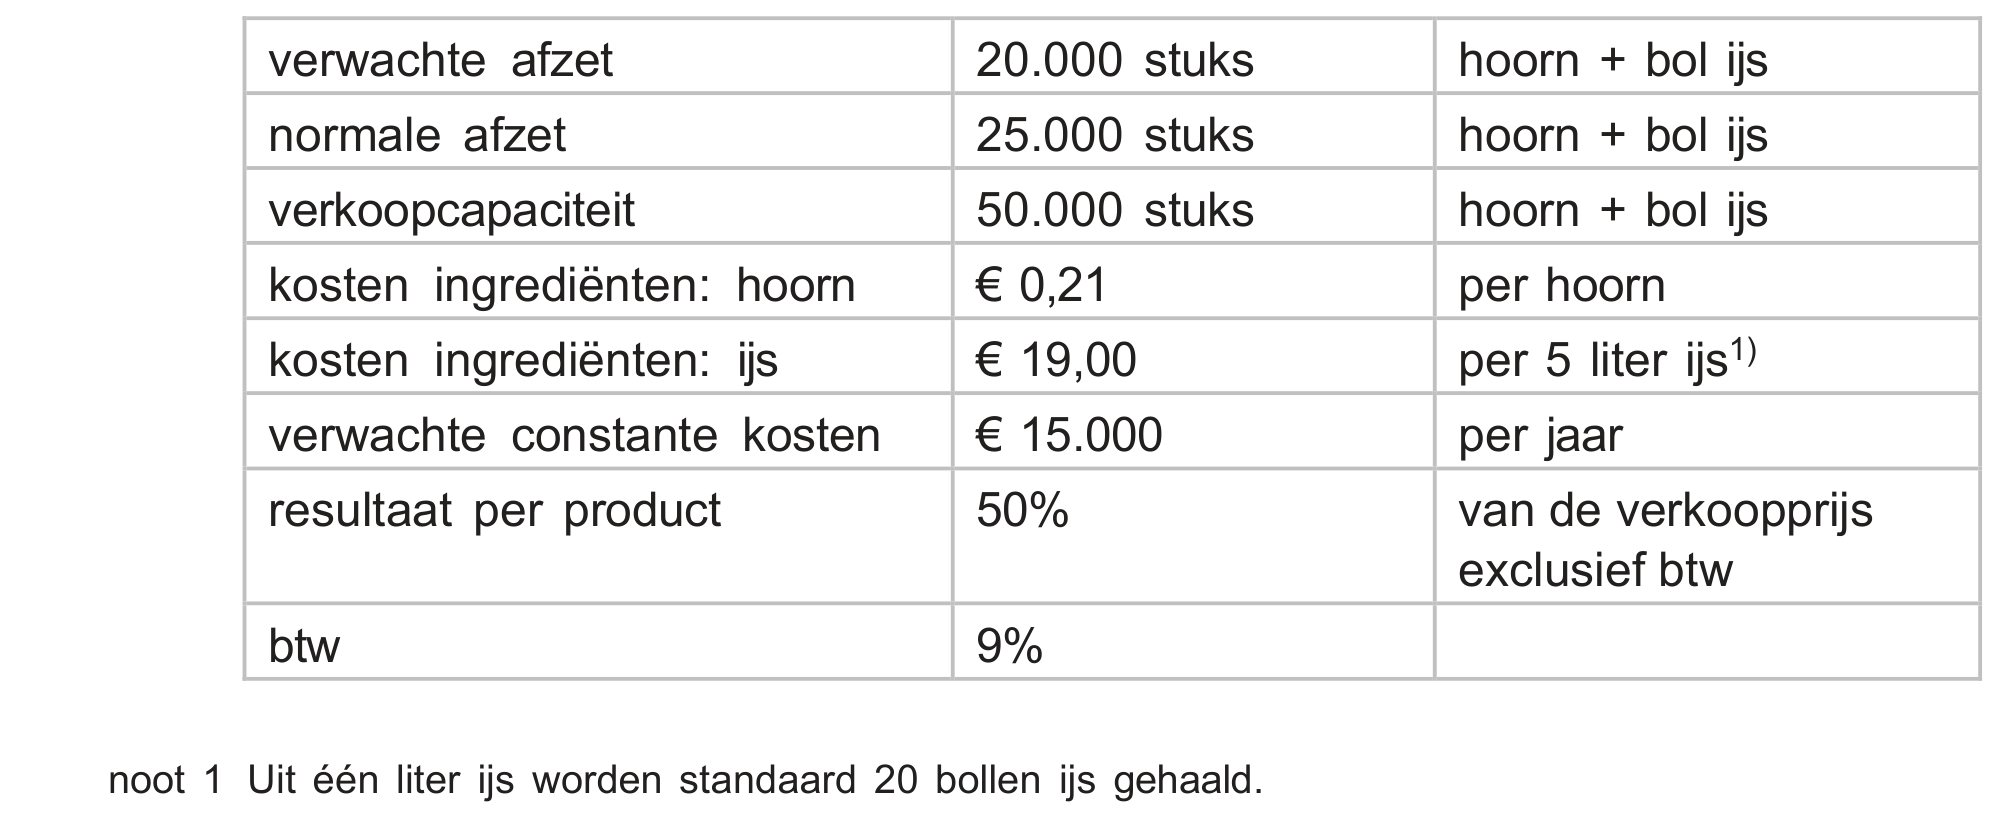 verwachte afzet 20.000 stuks hoorn + bol ijs
normale afzet 25.000 stuks hoorn + bol ijs
verkoopcapaciteit 50.000 stuks hoorn + bol ijs
kosten ingrediënten: hoorn € 0,21 per hoorn
kosten ingrediënten: ijs € 19,00 per 5 liter ijs1)
verwachte constante kosten € 15.000 per jaar
resultaat per product 50% van de verkoopprijs
exclusief btw
btw 9%
noot 1 Uit één liter ijs worden standaard 20 bollen ijs gehaald.